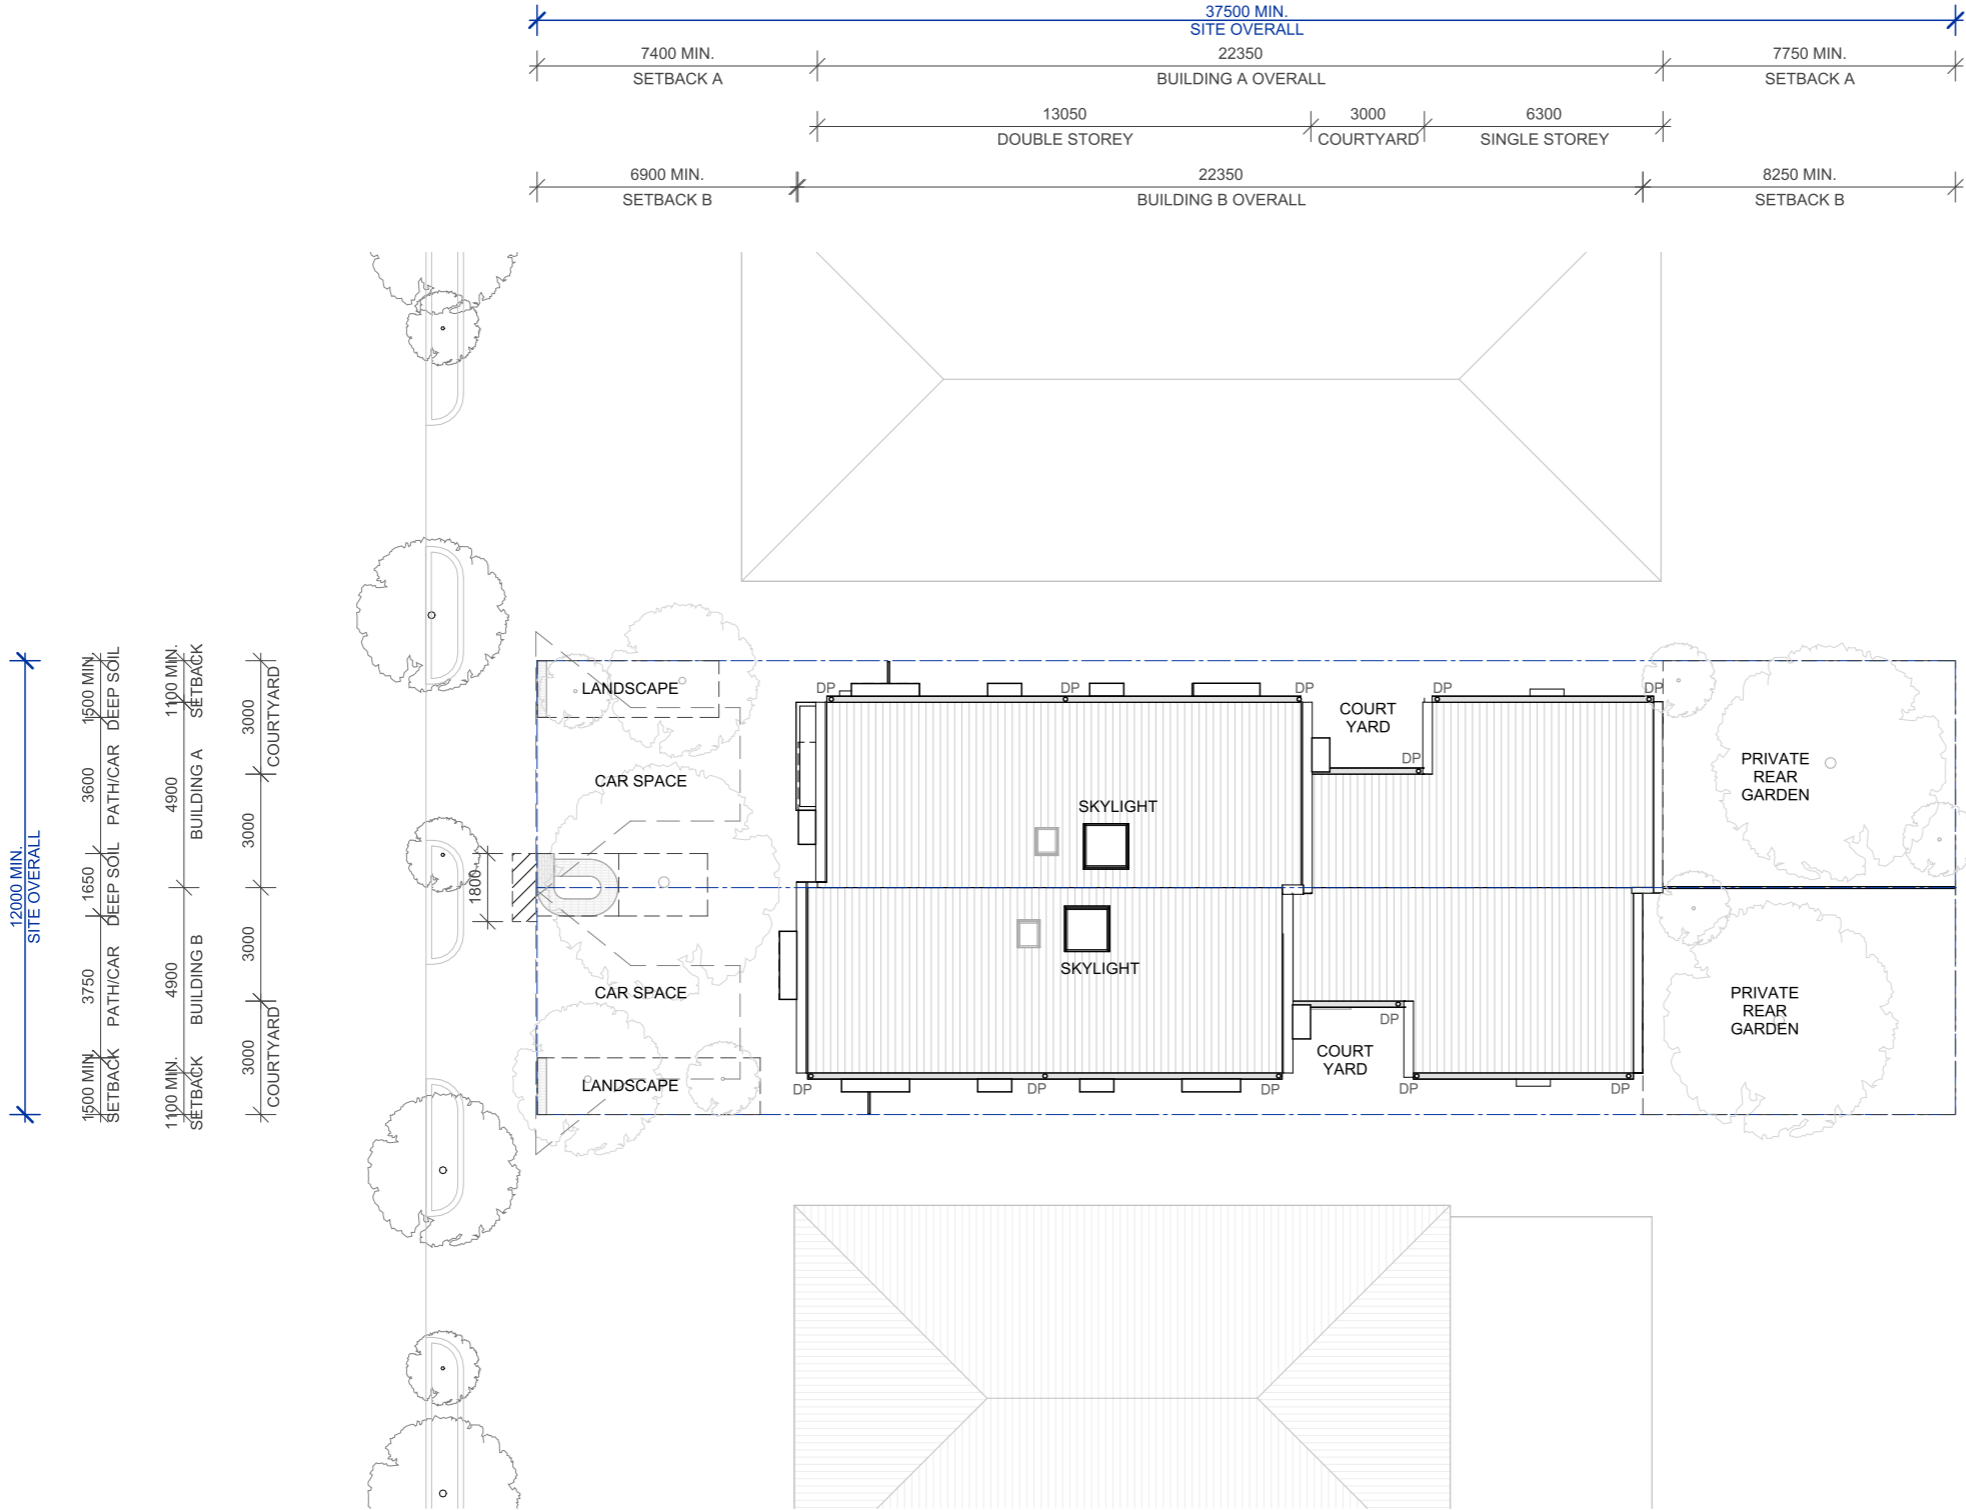 37500 MIN.
SITE OVERALL
7400 MIN.
SETBACK A
22350
BUILDING A OVERALL
7750 MIN.
SETBACK A
13050
DOUBLE STOREY
3000
COURTYARD
6300
SINGLE STOREY
6900 MIN.
SETBACK B
22350
BUILDING B OVERALL
8250 MIN.
SETBACK B
12000 MIN.
SITE OVERALL
1500 MIN.
DEEP SOIL
3600
PATH/CAR
1650
DEEP SOIL
3750
PATH/CAR
1500 MIN.
SETBACK
1100 MIN.
SETBACK
4900
BUILDING A
4900
BUILDING B
1100 MIN.
SETBACK
3000
COURTYARD
3000
3000
3000
COURTYARD
1800
LANDSCAPE
CAR SPACE
CAR SPACE
LANDSCAPE
DP
DP
DP
DP
DP
COURT
YARD
DP
SKYLIGHT
SKYLIGHT
PRIVATE
REAR
GARDEN
PRIVATE
REAR
GARDEN
DP
COURT
YARD
DP
DP
DP
DP
DP